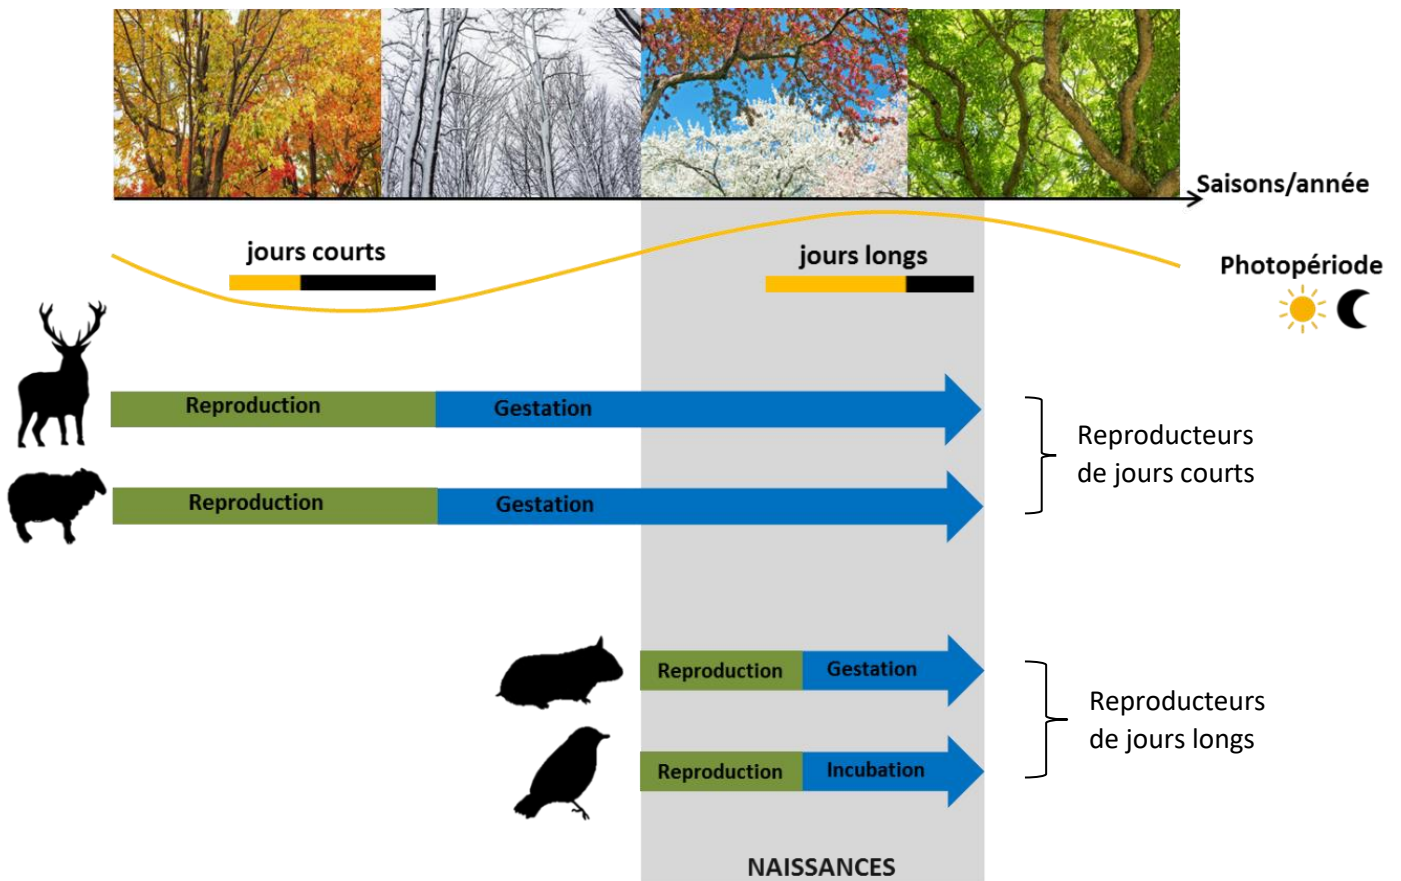 Saisons/année
jours courts
jours longs
Photopériode
Reproduction
Gestation
Reproduction
Gestation
Reproducteurs
de jours courts
Reproduction
Gestation
Reproduction
Incubation
Reproducteurs
de jours longs
NAISSANCES